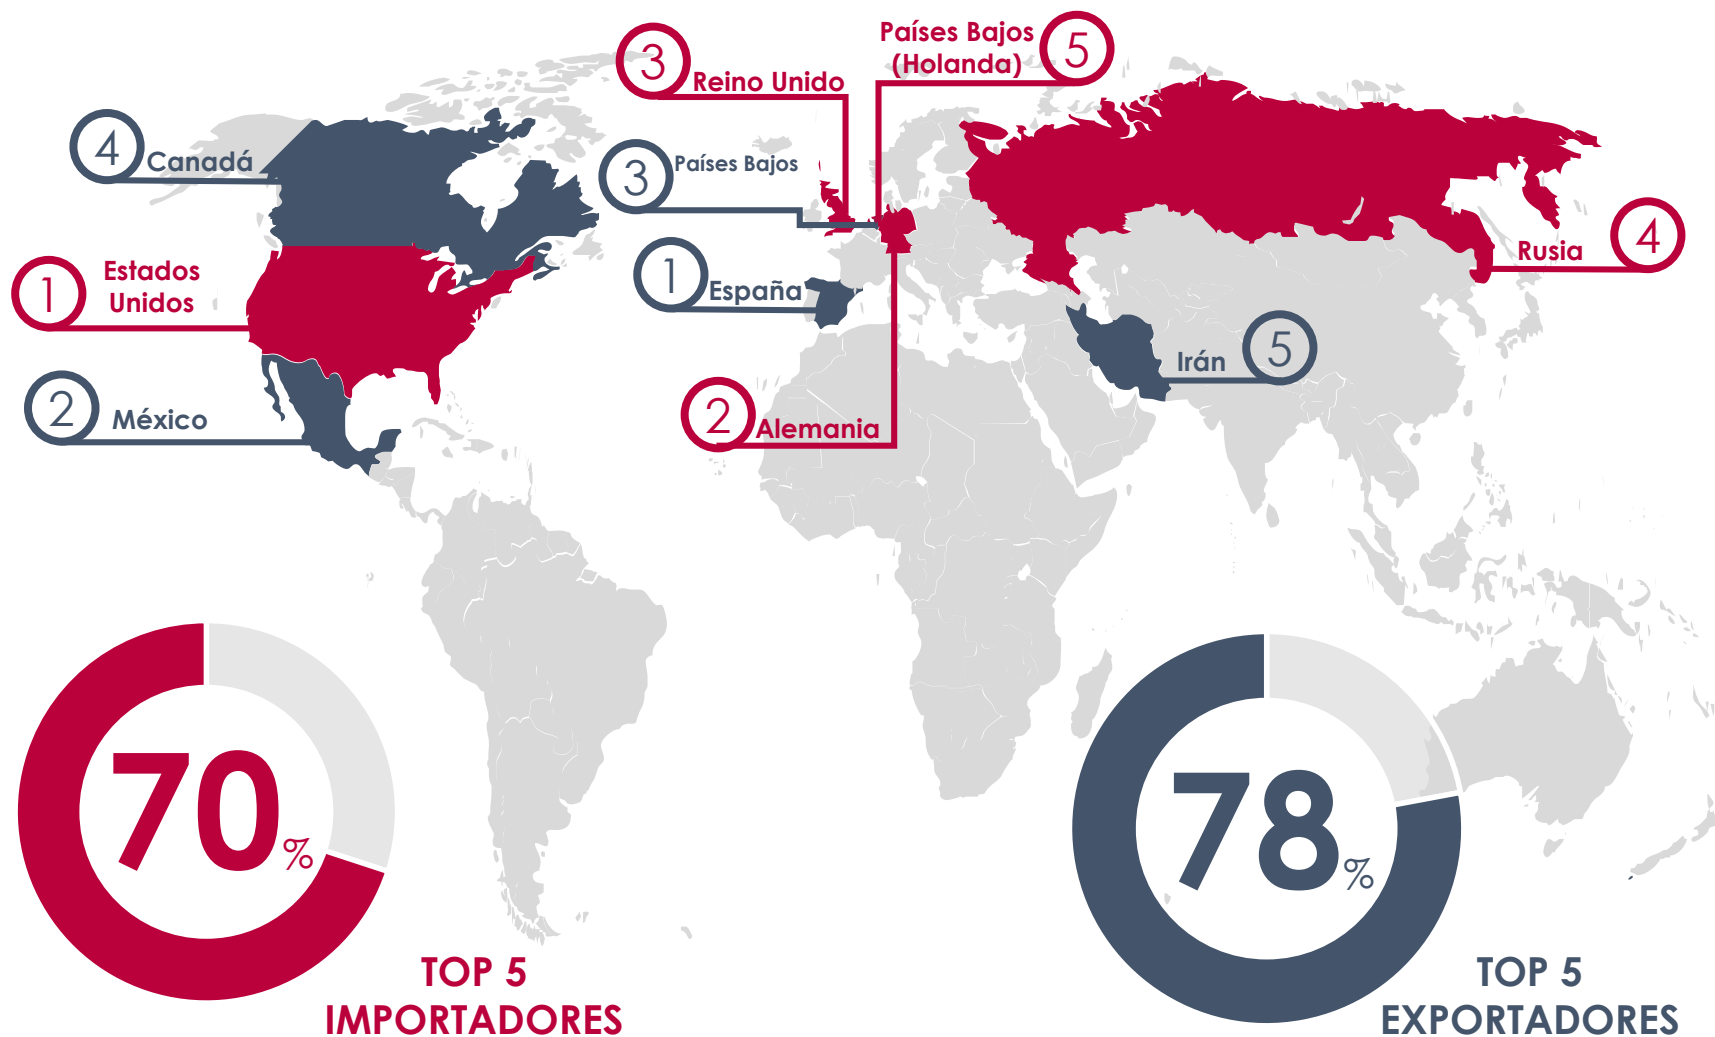 3
Reino Unido
Países Bajos
(Holanda)
5
4
Canadá
3
Países Bajos
Rusia
4
1
Estados
Unidos
1
España
2
México
Irán
5
2
Alemania
70%
TOP 5
IMPORTADORES
78%
TOP 5
EXPORTADORES